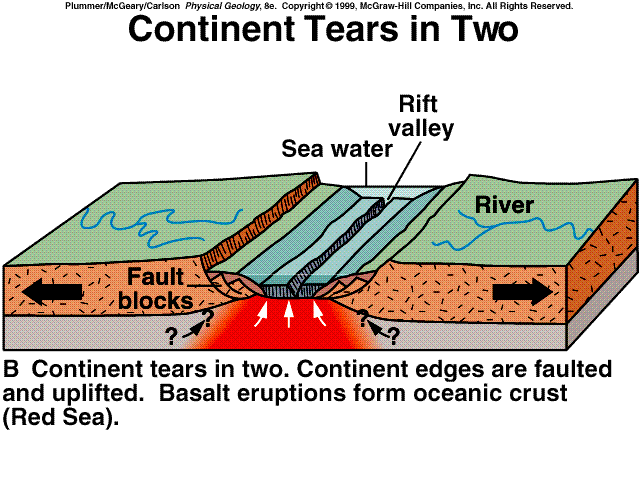 Plummer/McGeary/Carlson Physical Geology, 8e. Copyright © 1999, McGraw-Hill Companies, Inc. All Rights Reserved.
Continent Tears in Two
Rift
valley
Sea water
River
Fault
blocks
? ? ? ?
B Continent tears in two. Continent edges are faulted
and uplifted. Basalt eruptions form oceanic crust
(Red Sea).